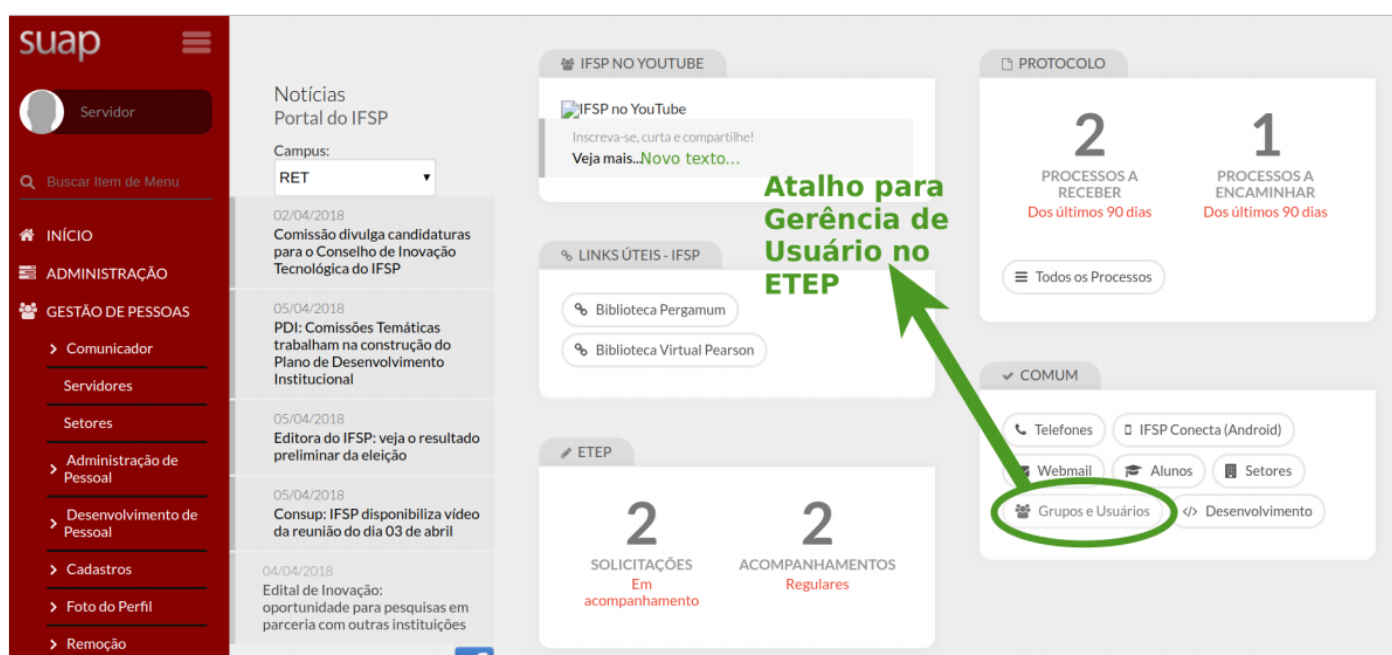 suap
Servidor
Buscar Item de Menu
INÍCIO
ADMINISTRAÇÃO
GESTÃO DE PESSOAS
Comunicador
Servidores
Setores
Administração de
Pessoal
Desenvolvimento de
Pessoal
Cadastros
Foto do Perfil
Remoção
Notícias
Portal do IFSP
Campus:
RET
02/04/2018
Comissão divulga candidaturas
para o Conselho de Inovação
Tecnológica do IFSP
05/04/2018
PDI: Comissões Temáticas
trabalham na construção do
Plano de Desenvolvimento
Institucional
05/04/2018
Editora do IFSP: veja o resultado
preliminar da eleição
05/04/2018
Consup: IFSP disponibiliza vídeo
da reunião do dia 03 de abril
04/04/2018
Edital de Inovação:
oportunidade para pesquisas em
parceria com outras instituições
IFSP NO YOUTUBE
IFSP no YouTube
Inscreva-se, curta e compartilhe!
Veja mais...Novo texto...
Atalho para
Gerência de
Usuário no
ETEP
LINKS ÚTEIS - IFSP
Biblioteca Pergamum
Biblioteca Virtual Pearson
ETEP
2 2
SOLICITAÇÕES ACOMPANHAMENTOS
Em Regulares
acompanhamento
PROTOCOLO
2 1
PROCESSOS A PROCESSOS A
RECEBER ENCAMINHAR
Dos últimos 90 dias Dos últimos 90 dias
Todos os Processos
COMUM
Telefones IFSP Conecta (Android)
Webmail Alunos Setores
Grupos e Usuários Desenvolvimento